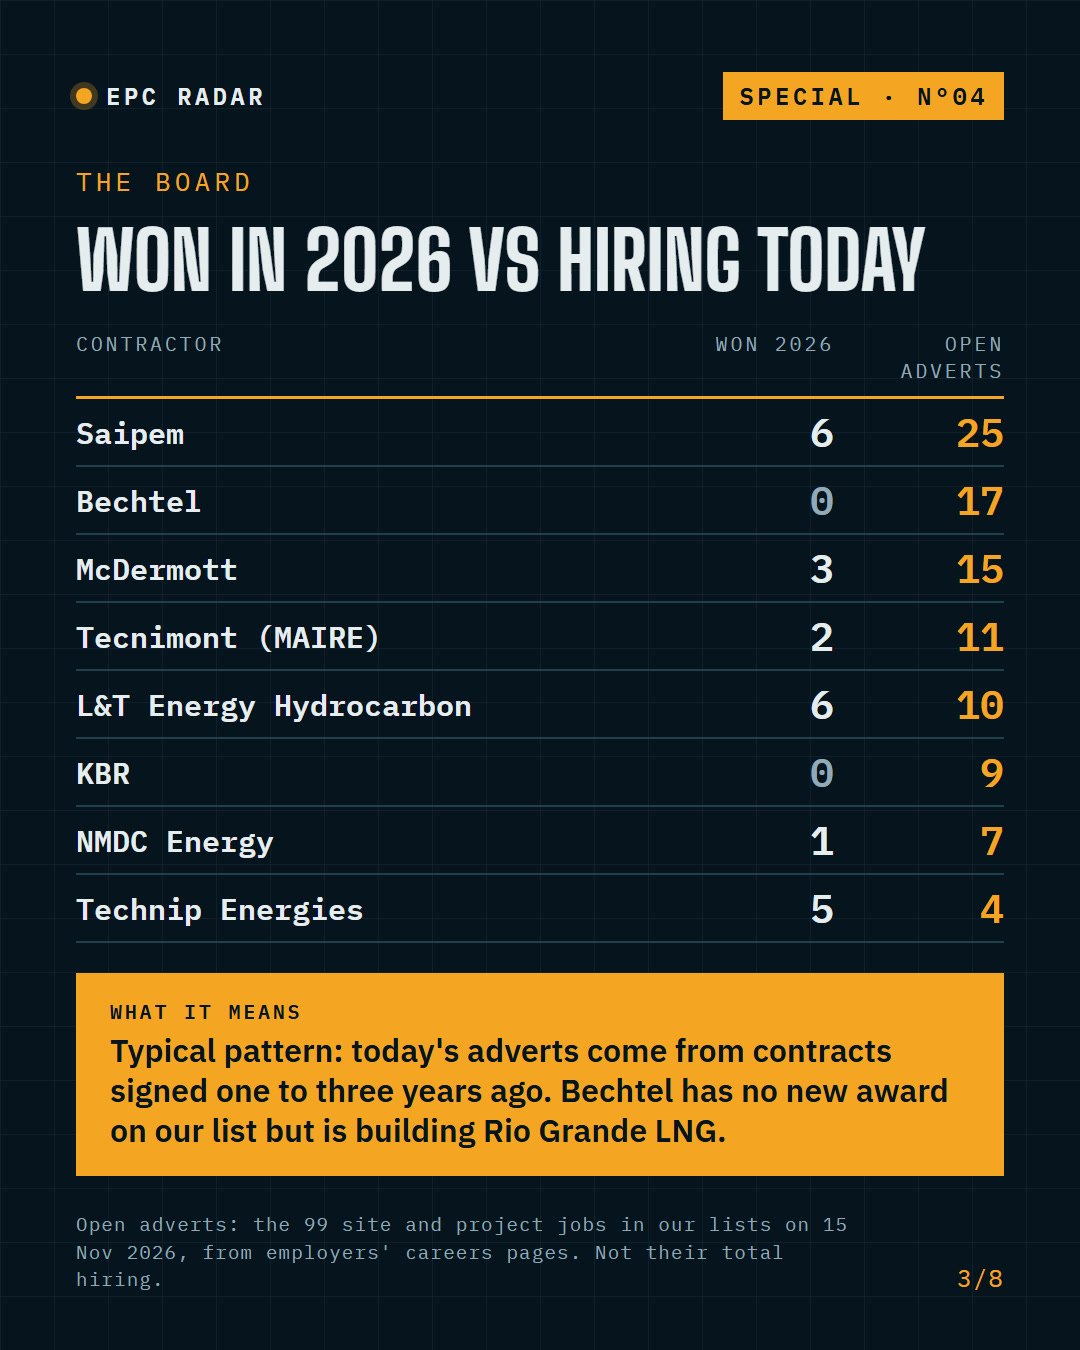 EPC RADAR
SPECIAL · N°04
THE BOARD
WON IN 2026 VS HIRING TODAY
CONTRACTOR WON 2026 OPEN ADVERTS
Saipem 6 25
Bechtel 0 17
McDermott 3 15
Tecnimont (MAIRE) 2 11
L&T Energy Hydrocarbon 6 10
KBR 0 9
NMDC Energy 1 7
Technip Energies 5 4
WHAT IT MEANS
Typical pattern: today's adverts come from contracts
signed one to three years ago. Bechtel has no new award
on our list but is building Rio Grande LNG.
Open adverts: the 99 site and project jobs in our lists on 15
Nov 2026, from employers' careers pages. Not their total
hiring.
3/8